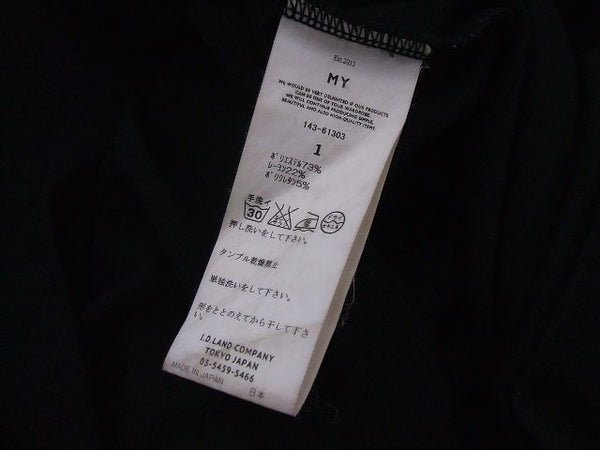 Est.2013
MY
WE WOULD BE VERY DELIGHTED IF OUR PRODUCTS
CAN BE ONE OF YOUR WARDROBE.
WE WILL CONTINUE PRODUCING SIMPLE,
BEAUTIFUL AND ALSO HIGH-QUALITY ITEM.
143-61303
1
ポリエステル73%
レーヨン22%
ポリウレタン5%
手洗イ
30
押し洗いをして下さい。
タンブル乾燥禁止
単独洗いをして下さい。
形をととのえてから干して下さ
い。
I.D.LAND COMPANY
TOKYO JAPAN
03-5459-5466
MADE IN JAPAN 日本